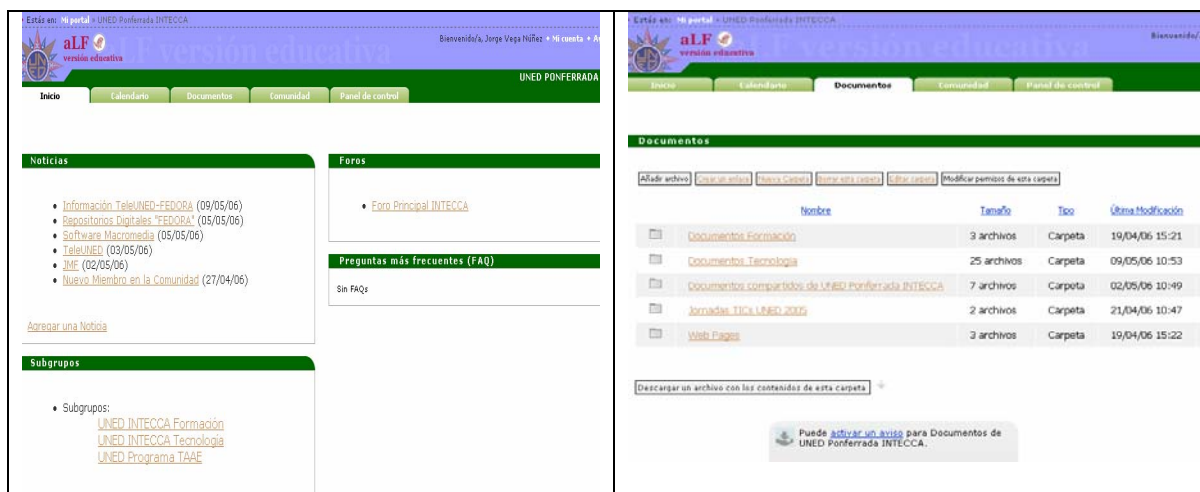 Estás en: Mi portal » UNED Ponferrada INTECCA
aLF
versión educativa
aLF versión educativa
Bienvenido/a, Jorge Vega Núñez • Mi cuenta •
UNED PONFERRADA
Inicio
Calendario
Documentos
Comunidad
Panel de control
Noticias
• Información TeleUNED-FEDORA (09/05/06)
• Repositorios Digitales "FEDORA" (05/05/06)
• Software Macromedia (05/05/06)
• TeleUNED (03/05/06)
• JMF (02/05/06)
• Nuevo Miembro en la Comunidad (27/04/06)
Agregar una Noticia
Subgrupos
• Subgrupos:
UNED INTECCA Formación
UNED INTECCA Tecnología
UNED Programa TAAE
Foros
• Foro Principal INTECCA
Preguntas más frecuentes (FAQ)
Sin FAQs
Estás en: Mi portal » UNED Ponferrada INTECCA
aLF
versión educativa
versión educativa
Bienvenido/
Inicio
Calendario
Documentos
Comunidad
Panel de control
Documentos
Añadir archivo Crear un enlace Nueva Carpeta Borrar esta carpeta Editar carpeta Modificar permisos de esta carpeta
Nombre Tamaño Tipo Última Modificación
Documentos Formación 3 archivos Carpeta 19/04/06 15:21
Documentos Tecnología 25 archivos Carpeta 09/05/06 10:53
Documentos compartidos de UNED Ponferrada INTECCA 7 archivos Carpeta 02/05/06 10:49
Jornadas TICs UNED 2005 2 archivos Carpeta 21/04/06 10:47
Web Pages 3 archivos Carpeta 19/04/06 15:22
Descargar un archivo con los contenidos de esta carpeta
Puede activar un aviso para Documentos de
UNED Ponferrada INTECCA.